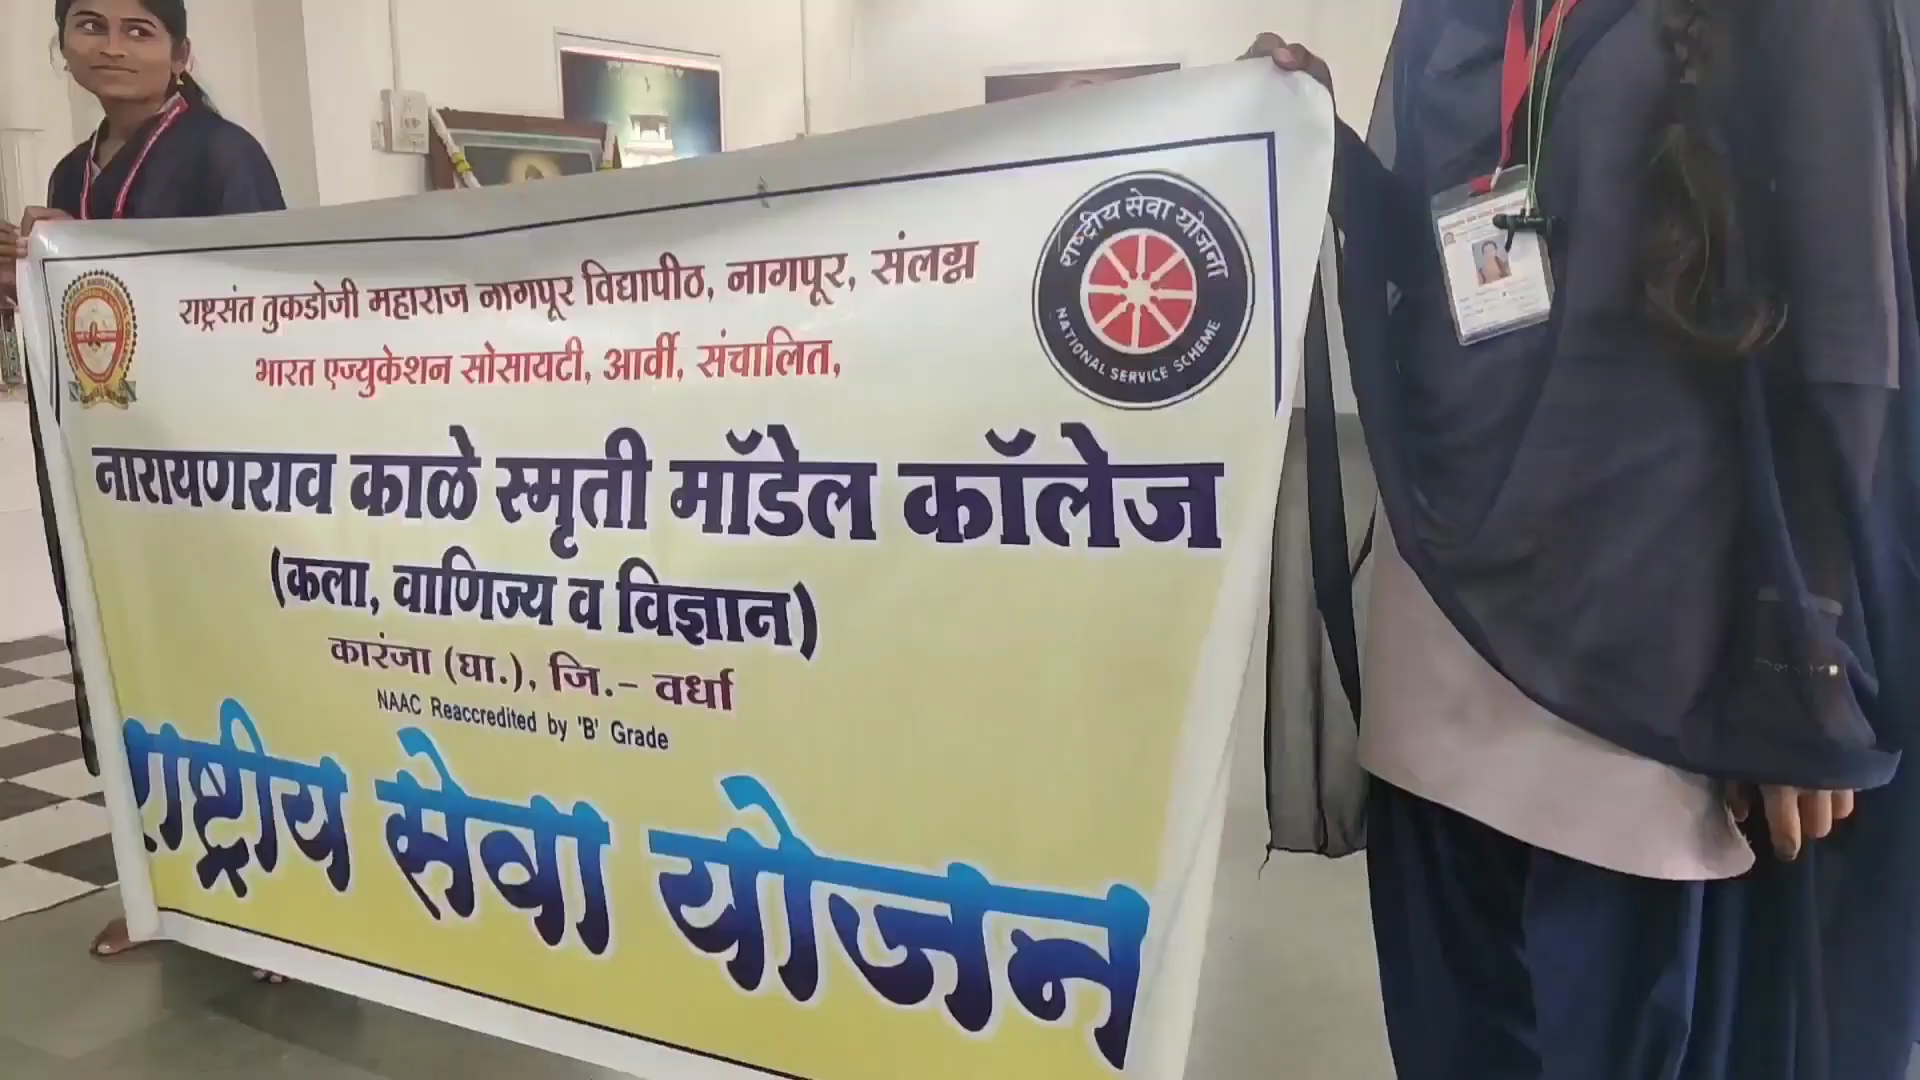 राष्ट्रसंत तुकडोजी महाराज नागपूर विद्यापीठ, नागपूर, संलग्न
भारत एज्युकेशन सोसायटी, आर्वी, संचालित,
राष्ट्रीय सेवा योजना
NATIONAL SERVICE SCHEME
नारायणराव काळे स्मृती मॉडेल कॉलेज
(कला, वाणिज्य व विज्ञान)
कारंजा (घा.), जि.- वर्धा
NAAC Reaccredited by 'B' Grade
राष्ट्रीय सेवा योजन